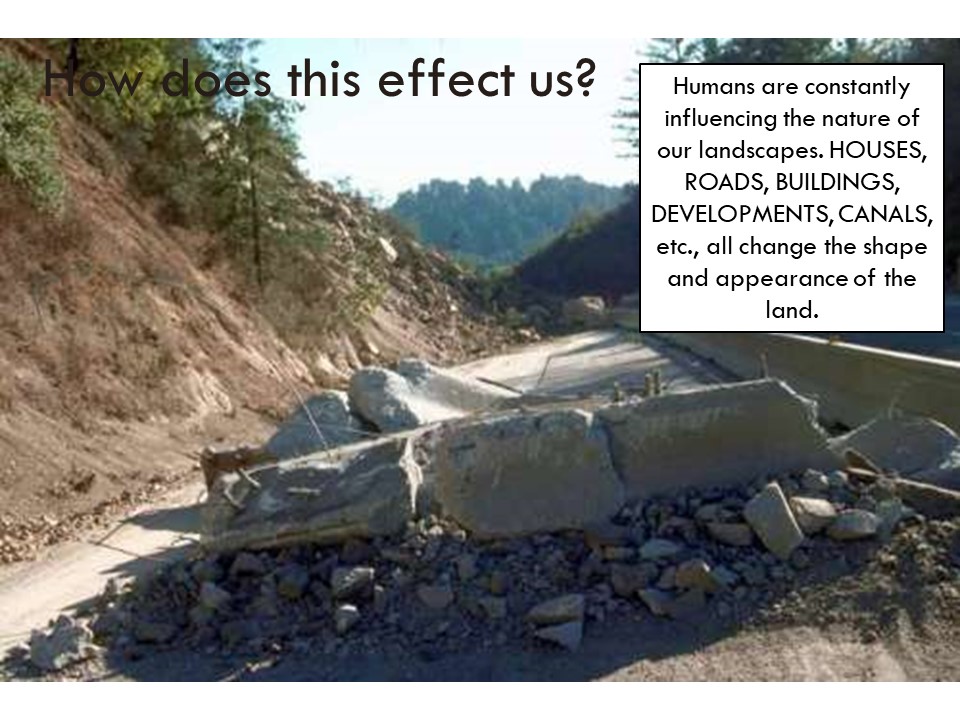 How does this effect us?
Humans are constantly
influencing the nature of
our landscapes. HOUSES,
ROADS, BUILDINGS,
DEVELOPMENTS, CANALS,
etc., all change the shape
and appearance of the
land.